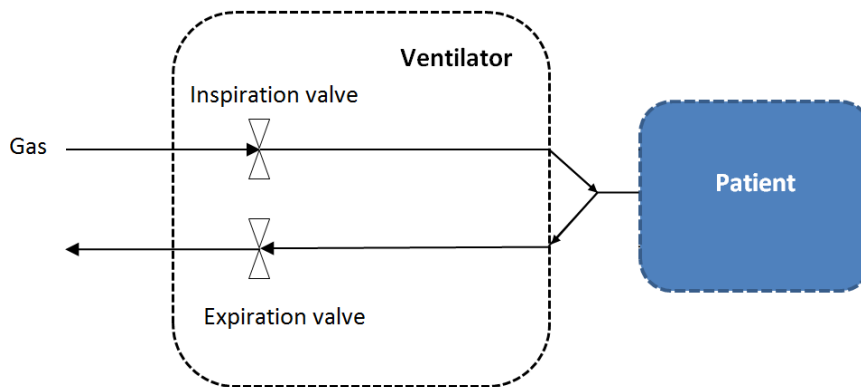 Ventilator
Inspiration valve
Gas
Patient
Expiration valve